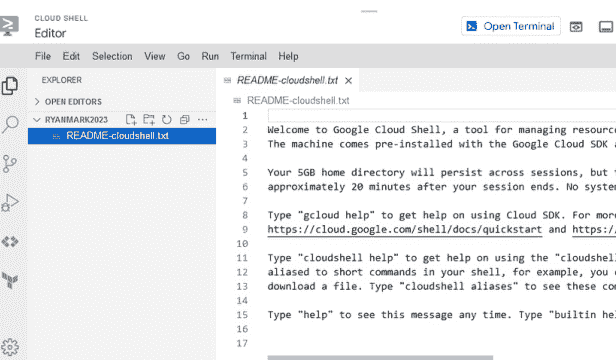 CLOUD SHELL
Editor
Open Terminal
File Edit Selection View Go Run Terminal Help
EXPLORER
OPEN EDITORS
RYANMARK2023
README-cloudshell.txt
README-cloudshell.txt
README-cloudshell.txt
1
2 Welcome to Google Cloud Shell, a tool for managing resourc
3 The machine comes pre-installed with the Google Cloud SDK
4
5 Your 5GB home directory will persist across sessions, but
6 approximately 20 minutes after your session ends. No syste
7
8 Type "gcloud help" to get help on using Cloud SDK. For mor
9 https://cloud.google.com/shell/docs/quickstart and https:/
10
11 Type "cloudshell help" to get help on using the "cloudshel
12 aliased to short commands in your shell, for example, you
13 download a file. Type "cloudshell aliases" to see these co
14
15 Type "help" to see this message any time. Type "builtin hel
16
17